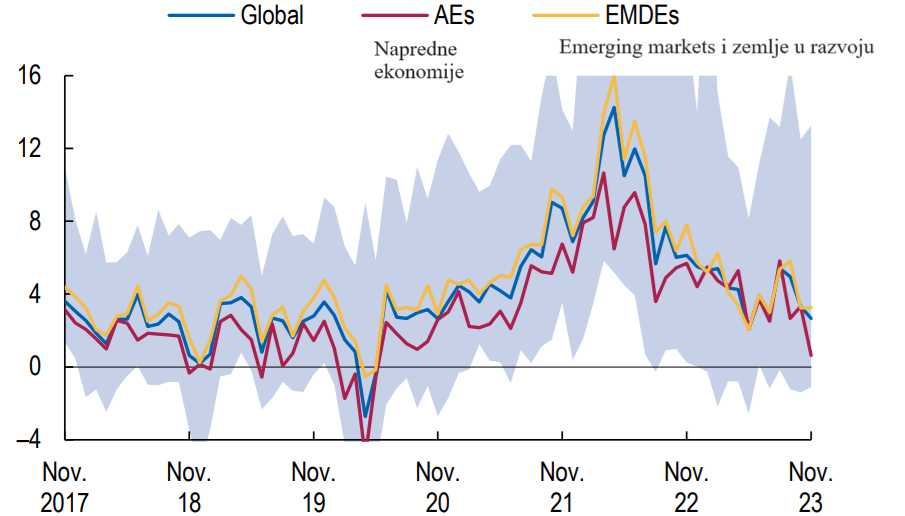 Global AEs EMDEs
Napredne
ekonomije
Emerging markets i zemlje u razvoju
16
12
8
4
0
–4
Nov. Nov. Nov. Nov. Nov. Nov. Nov.
2017 18 19 20 21 22 23